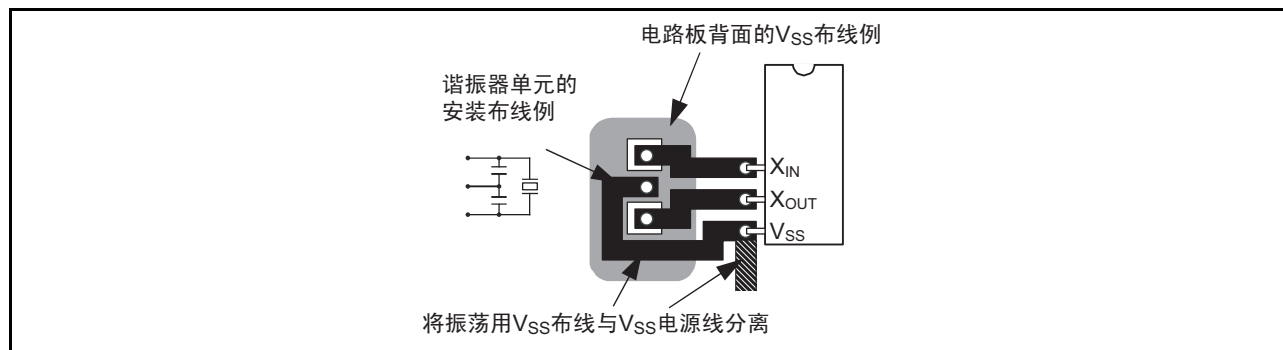 电路板背面的VSS布线例
谐振器单元的
安装布线例
XIN
XOUT
VSS
将振荡用VSS布线与VSS电源线分离